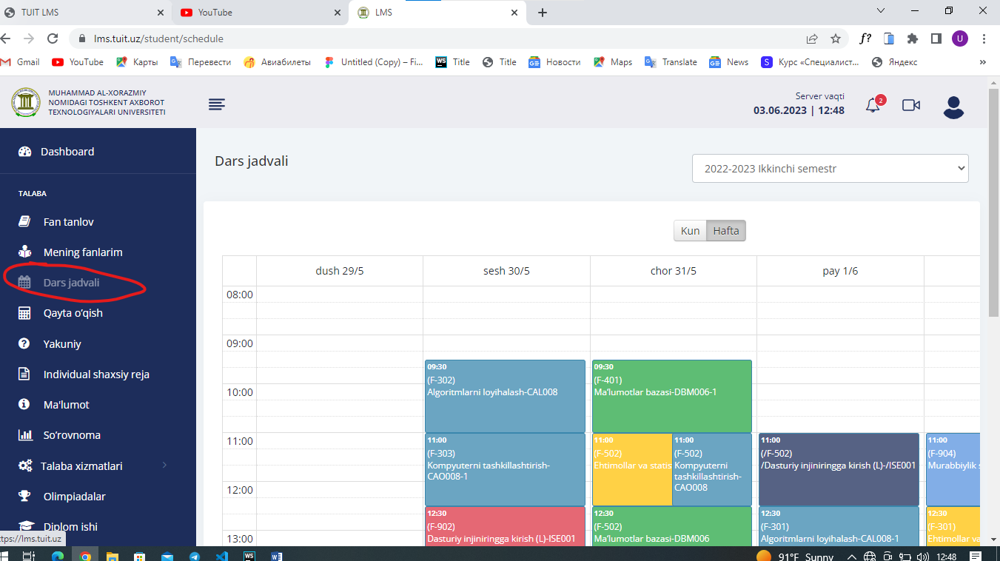 TUIT LMS
YouTube
LMS
lms.tuit.uz/student/schedule
f?
U
Gmail
YouTube
Карты
Перевести
Авиабилеты
Untitled (Copy) – Fi...
WS
Title
Title
Новости
Maps
Translate
News
S
Курс «Специалист...
Яндекс
»
MUHAMMAD AL-XORAZMIY
NOMIDAGI TOSHKENT AXBOROT
TEXNOLOGIYALARI UNIVERSITETI
Server vaqti
03.06.2023 | 12:48
2
Dashboard
TALABA
Fan tanlov
Mening fanlarim
Dars jadvali
Qayta o‘qish
Yakuniy
Individual shaxsiy reja
Ma'lumot
So‘rovnoma
Talaba xizmatlari
Olimpiadalar
Diplom ishi
ttps://lms.tuit.uz
Dars jadvali
2022-2023 Ikkinchi semestr
Kun
Hafta
dush 29/5
sesh 30/5
chor 31/5
pay 1/6
08:00
09:00
10:00
11:00
12:00
13:00
09:30
(F-302)
Algoritmlarni loyihalash-CAL008
11:00
(F-303)
Kompyuterni tashkillashtirish-
CAO008-1
12:30
(F-902)
Dasturiy injiniringga kirish (L)-ISE001
09:30
(F-401)
Ma‘lumotlar bazasi-DBM006-1
11:00
(F-502)
Ehtimollar va statis
11:00
(F-502)
Kompyuterni
tashkillashtirish-
CAO008
12:30
(F-502)
Ma‘lumotlar bazasi-DBM006
11:00
(/F-502)
/Dasturiy injiniringga kirish (L)-/ISE001
12:30
(F-301)
Algoritmlarni loyihalash-CAL008-1
11:00
(F-904)
Murabbiylik s
12:30
(F-301)
Ehtimollar va
WS
91°F Sunny
12:48